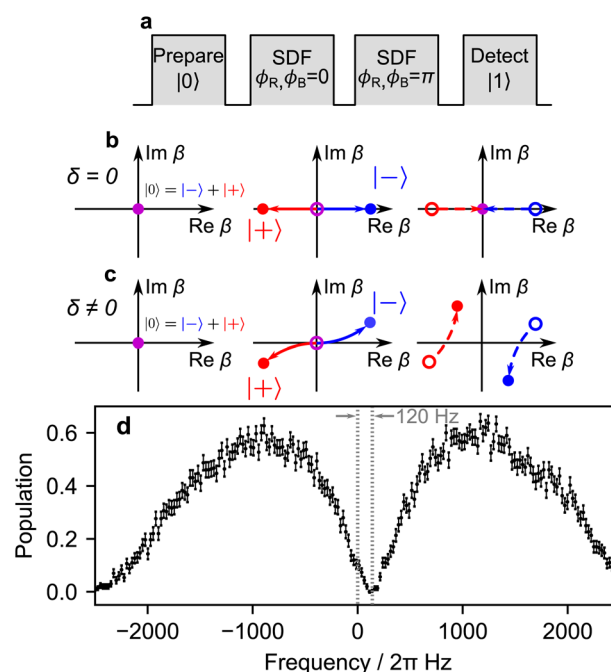 a
Prepare
|0⟩
SDF
ϕR,ϕB=0
SDF
ϕR,ϕB=π
Detect
|1⟩
b
δ = 0
Im β
|0⟩ = |−⟩ + |+⟩
Re β
Im β
|−⟩
|+⟩
Re β
Im β
Re β
c
δ ≠ 0
Im β
|0⟩ = |−⟩ + |+⟩
Re β
Im β
|−⟩
|+⟩
Re β
Im β
Re β
d
120 Hz
Population
0.6
0.4
0.2
0.0
−2000
−1000
0
1000
2000
Frequency / 2π Hz